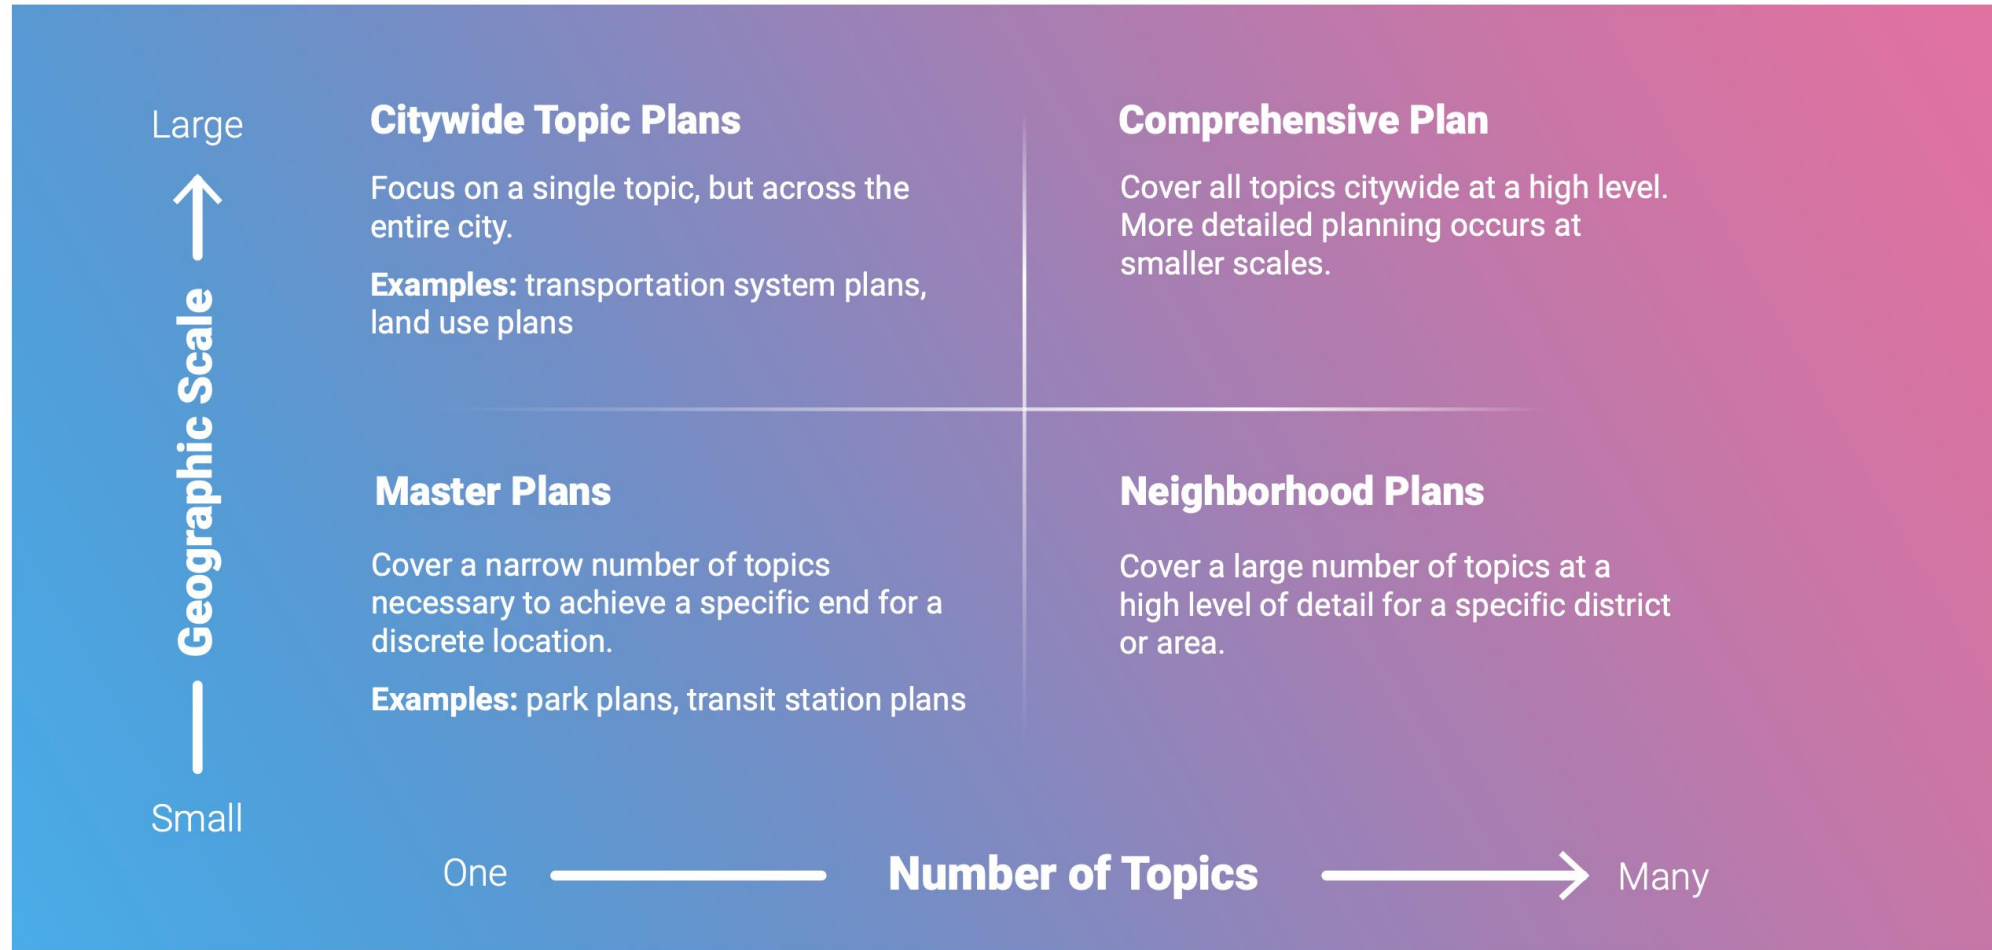 Large
Geographic Scale
Small
Citywide Topic Plans
Focus on a single topic, but across the
entire city.
Examples: transportation system plans,
land use plans
Comprehensive Plan
Cover all topics citywide at a high level.
More detailed planning occurs at
smaller scales.
Master Plans
Cover a narrow number of topics
necessary to achieve a specific end for a
discrete location.
Examples: park plans, transit station plans
Neighborhood Plans
Cover a large number of topics at a
high level of detail for a specific district
or area.
One
Number of Topics
Many